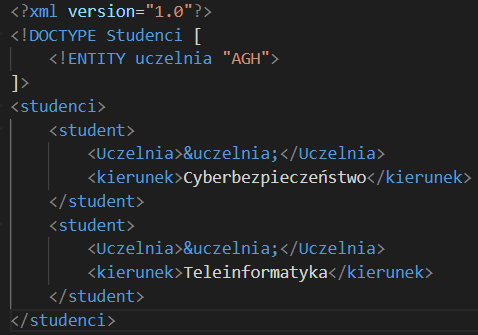 <?xml version="1.0"?>
<!DOCTYPE Studenci [
    <!ENTITY uczelnia "AGH">
]>
<studenci>
    <student>
        <Uczelnia>&uczelnia;</Uczelnia>
        <kierunek>Cyberbezpieczeństwo</kierunek>
    </student>
    <student>
        <Uczelnia>&uczelnia;</Uczelnia>
        <kierunek>Teleinformatyka</kierunek>
    </student>
</studenci>